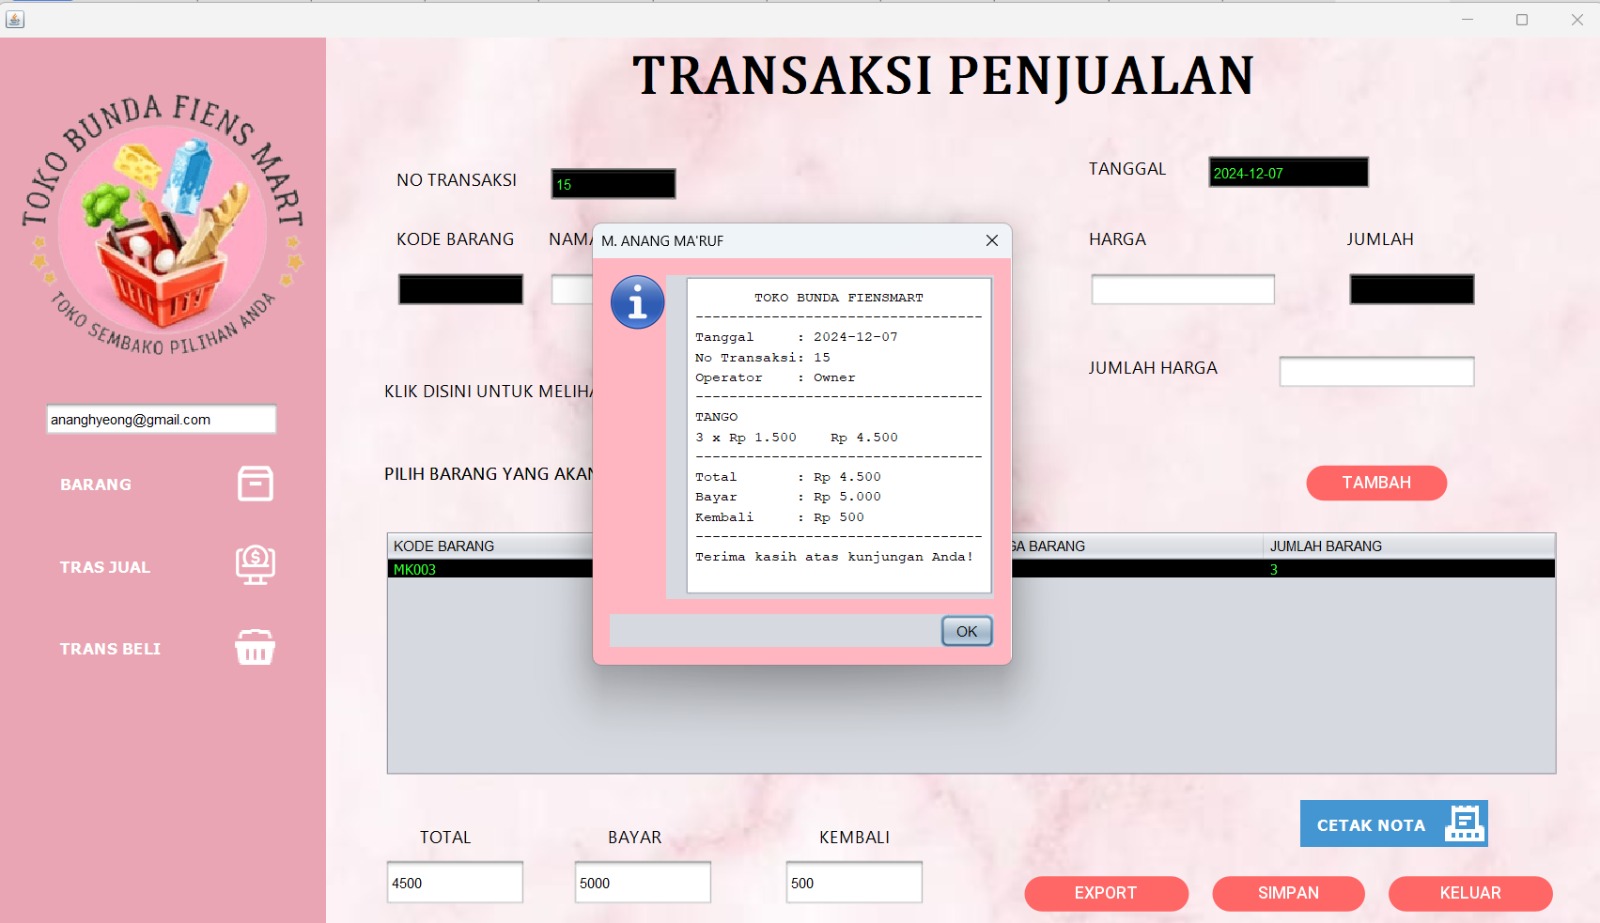 TRANSAKSI PENJUALAN
TOKO BUNDA FIENS MART
TOKO SEMBAKO PILIHAN ANDA
ananghyeong@gmail.com
BARANG
TRAS JUAL
TRANS BELI
NO TRANSAKSI
15
TANGGAL
2024-12-07
KODE BARANG
HARGA
JUMLAH
JUMLAH HARGA
KLIK DISINI UNTUK
PILIH BARANG YANG
TAMBAH
M. ANANG MA'RUF
TOKO BUNDA FIENSMART
----------------------------------
Tanggal : 2024-12-07
No Transaksi: 15
Operator : Owner
----------------------------------
TANGO
3 x Rp 1.500 Rp 4.500
----------------------------------
Total : Rp 4.500
Bayar : Rp 5.000
Kembali : Rp 500
----------------------------------
Terima kasih atas kunjungan Anda!
OK
KODE BARANG BARANG JUMLAH BARANG
MK003 3
TOTAL
4500
BAYAR
5000
KEMBALI
500
CETAK NOTA
EXPORT
SIMPAN
KELUAR